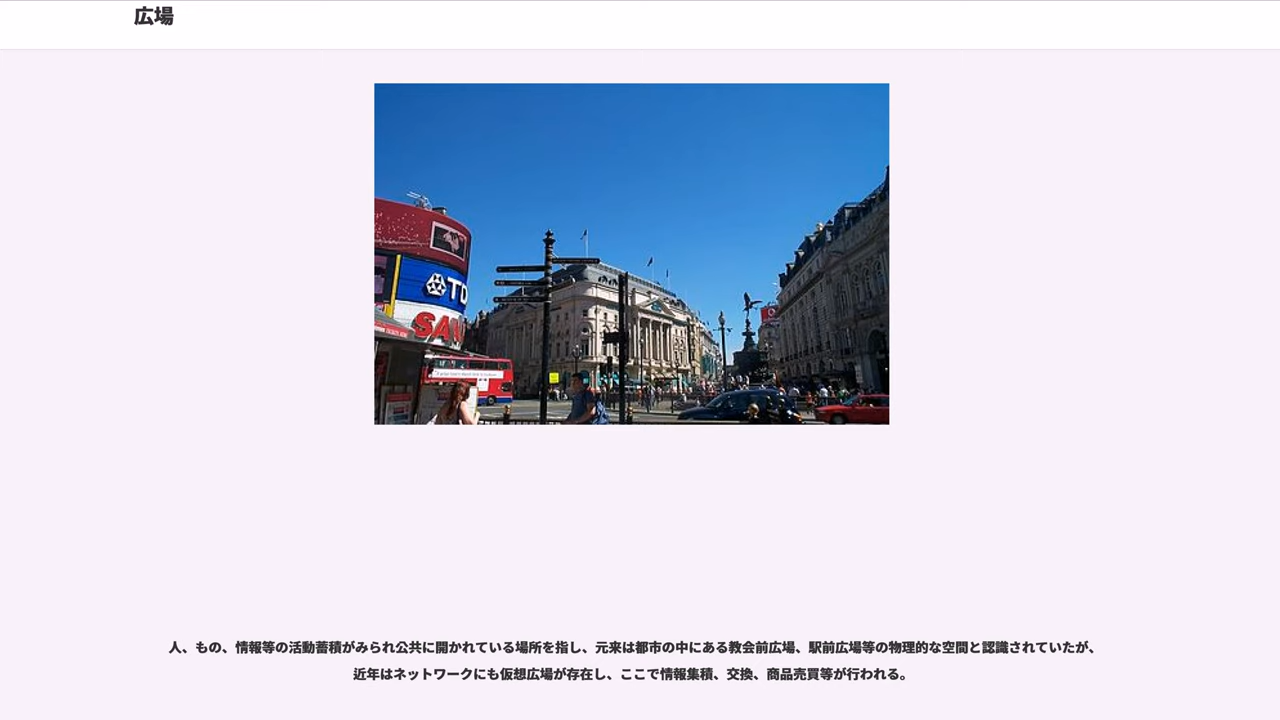 広場
TD
SAN
人、もの、情報等の活動蓄積がみられ公共に開かれている場所を指し、元来は都市の中にある教会前広場、駅前広場等の物理的な空間と認識されていたが、
近年はネットワークにも仮想広場が存在し、ここで情報集積、交換、商品売買等が行われる。